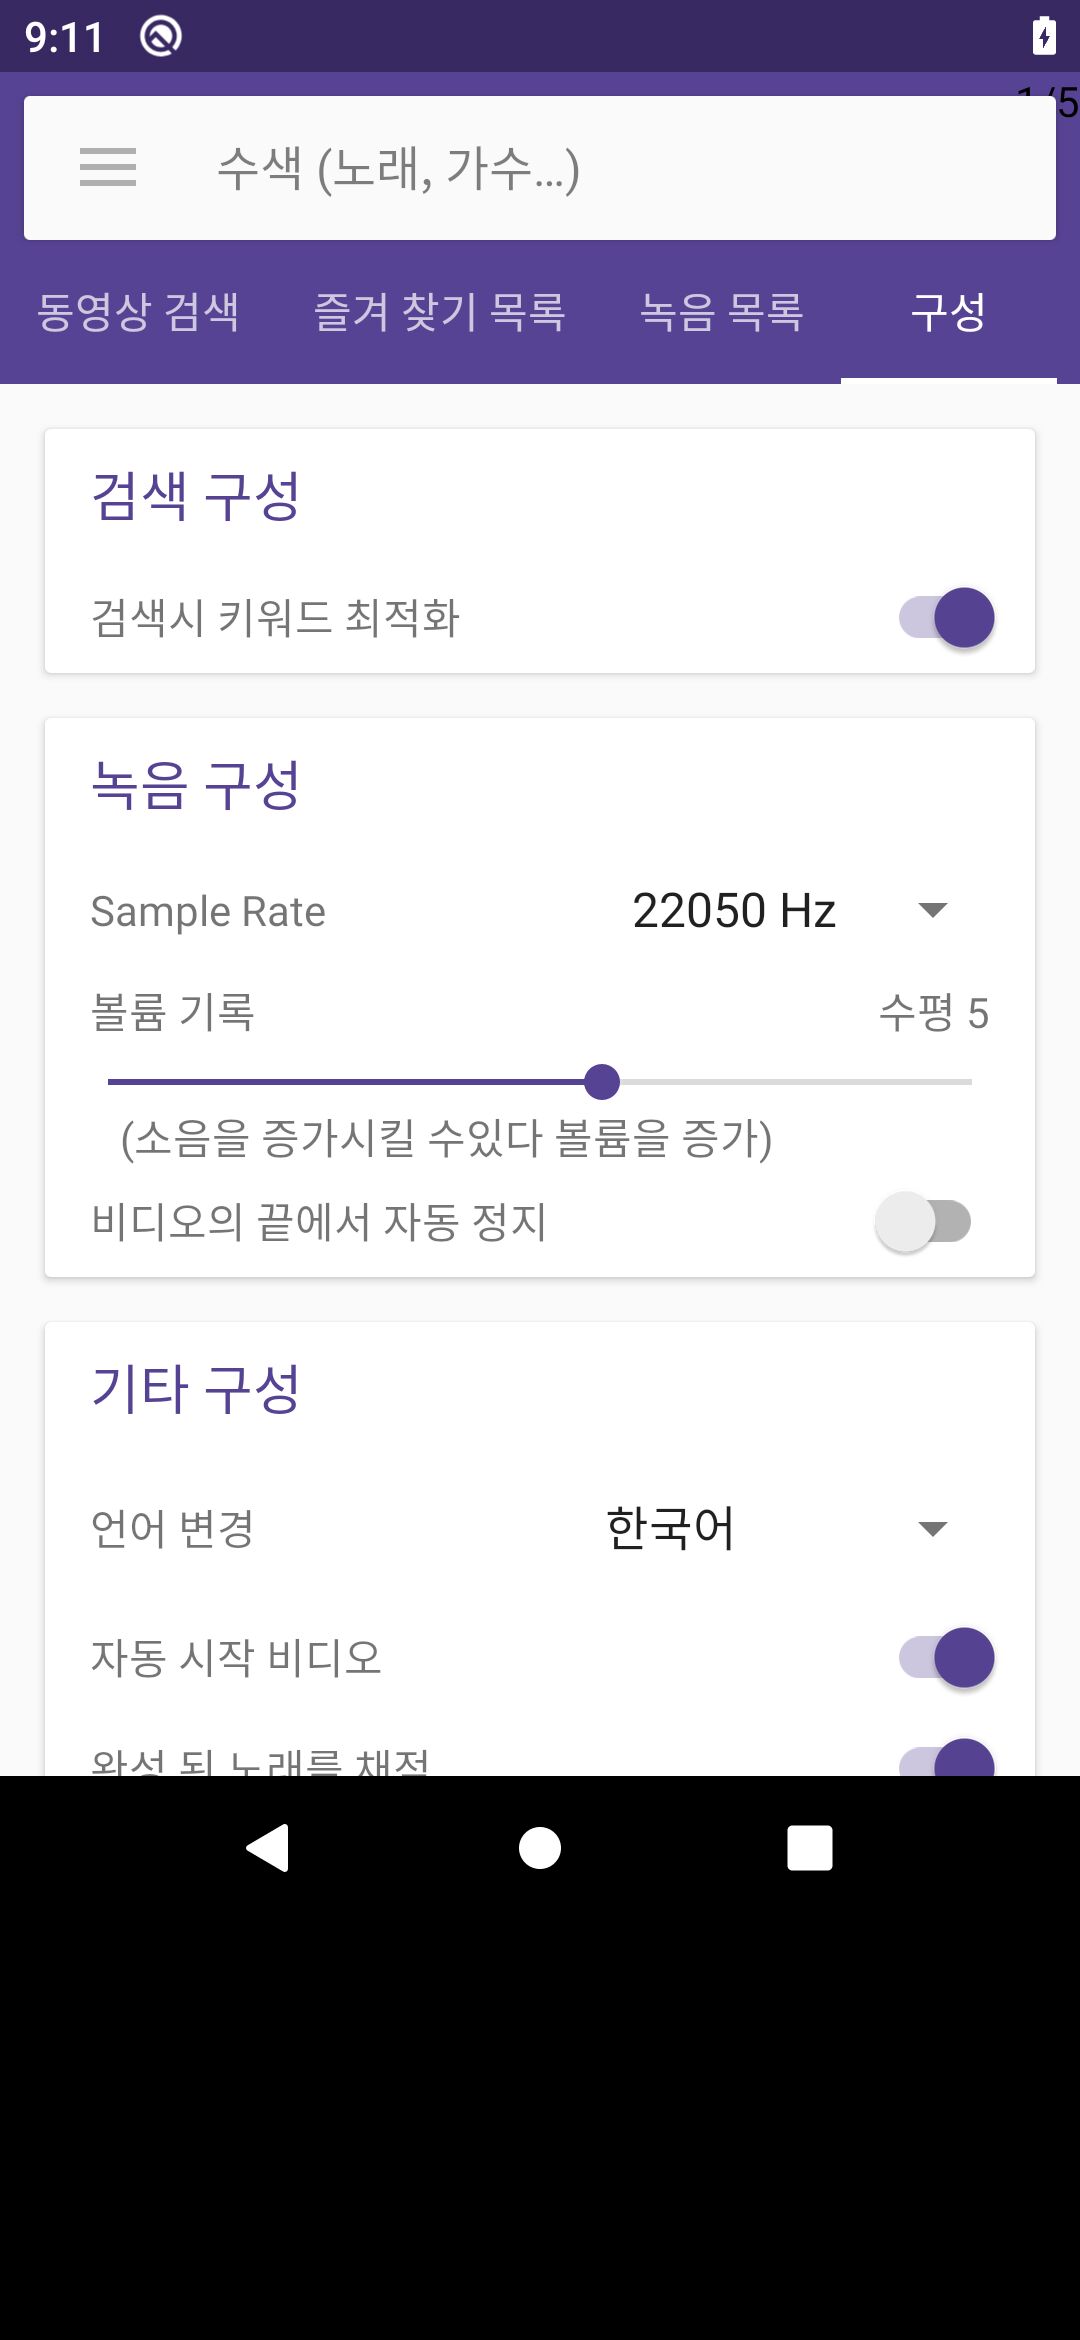 9:11
1/5
수색 (노래, 가수...)
동영상 검색 즐겨 찾기 목록 녹음 목록 구성
검색 구성
검색시 키워드 최적화
녹음 구성
Sample Rate 22050 Hz
볼륨 기록 수평 5
(소음을 증가시킬 수있다 볼륨을 증가)
비디오의 끝에서 자동 정지
기타 구성
언어 변경 한국어
자동 시작 비디오
완성 된 노래를 채점